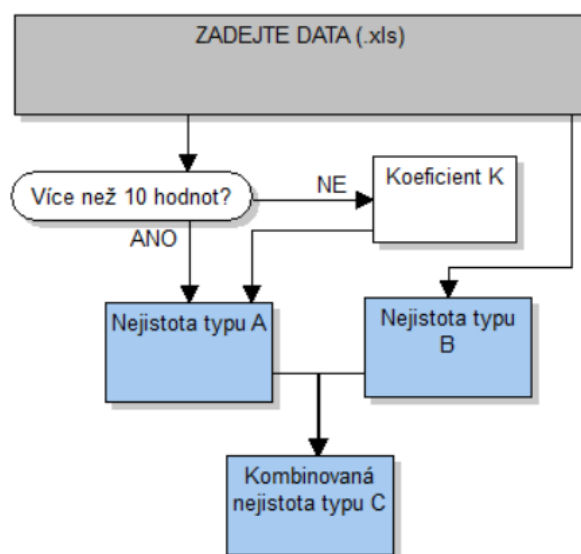 ZADEJTE DATA (.xls)
Více než 10 hodnot?
NE
Koeficient K
ANO
Nejistota typu A
Nejistota typu
B
Kombinovaná
nejistota typu C